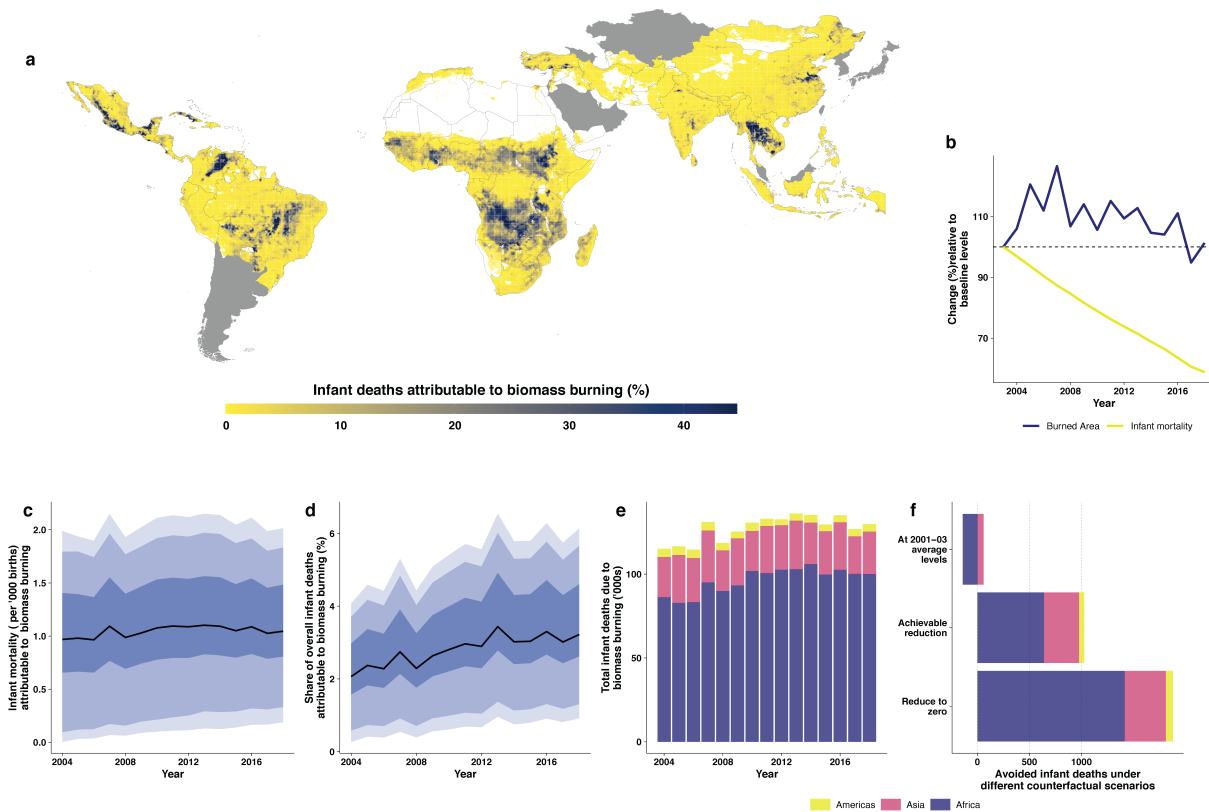 a
Infant deaths attributable to biomass burning (%)
0 10 20 30 40
b
Change (%)relative to
baseline levels
110
90
70
2004 2008 2012 2016
Year
Burned Area Infant mortality
c
Infant mortality ( per '000 births)
attributable to biomass burning
2.0
1.5
1.0
0.5
0.0
2004 2008 2012 2016
Year
d
Share of overall infant deaths
attributable to biomass burning (%)
6
4
2
0
2004 2008 2012 2016
Year
e
Total infant deaths due to
biomass burning ('000s)
100
50
0
2004 2008 2012 2016
Year
f
At 2001−03
average
levels
Achievable
reduction
Reduce to
zero
0 500 1000
Avoided infant deaths under
different counterfactual scenarios
Americas Asia Africa